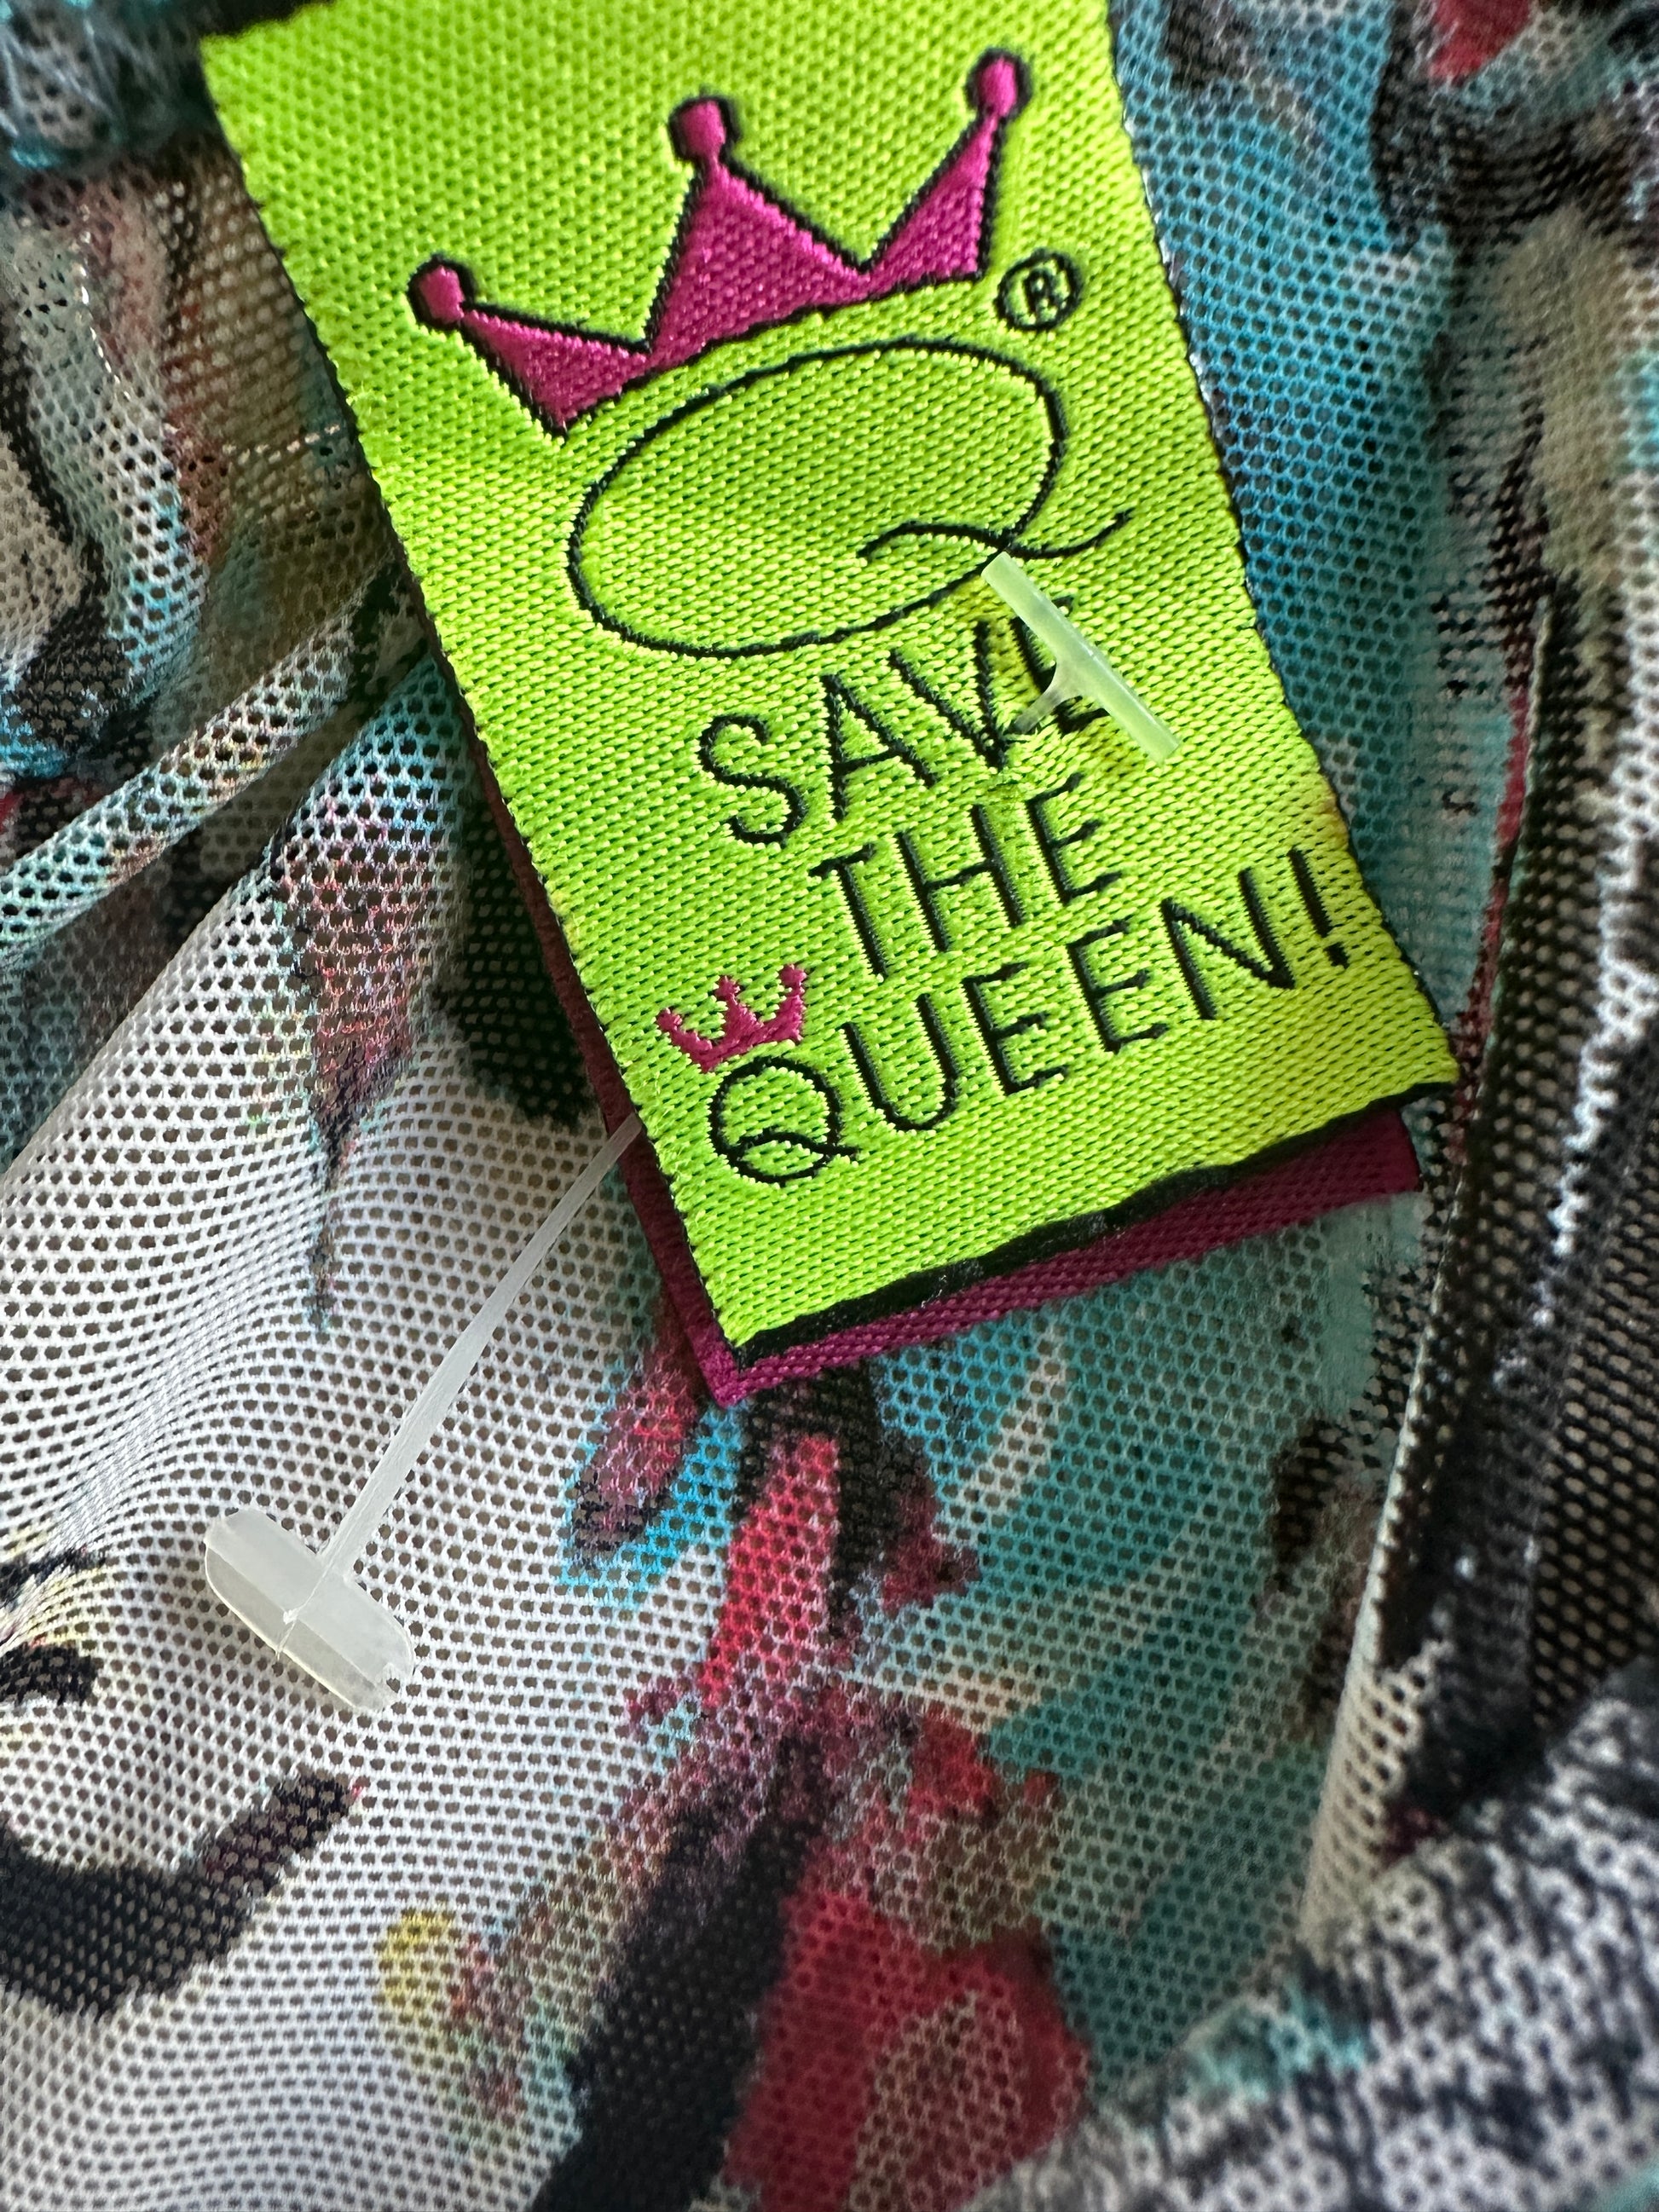 ®
Q
SAVE
THE
QUEEN!